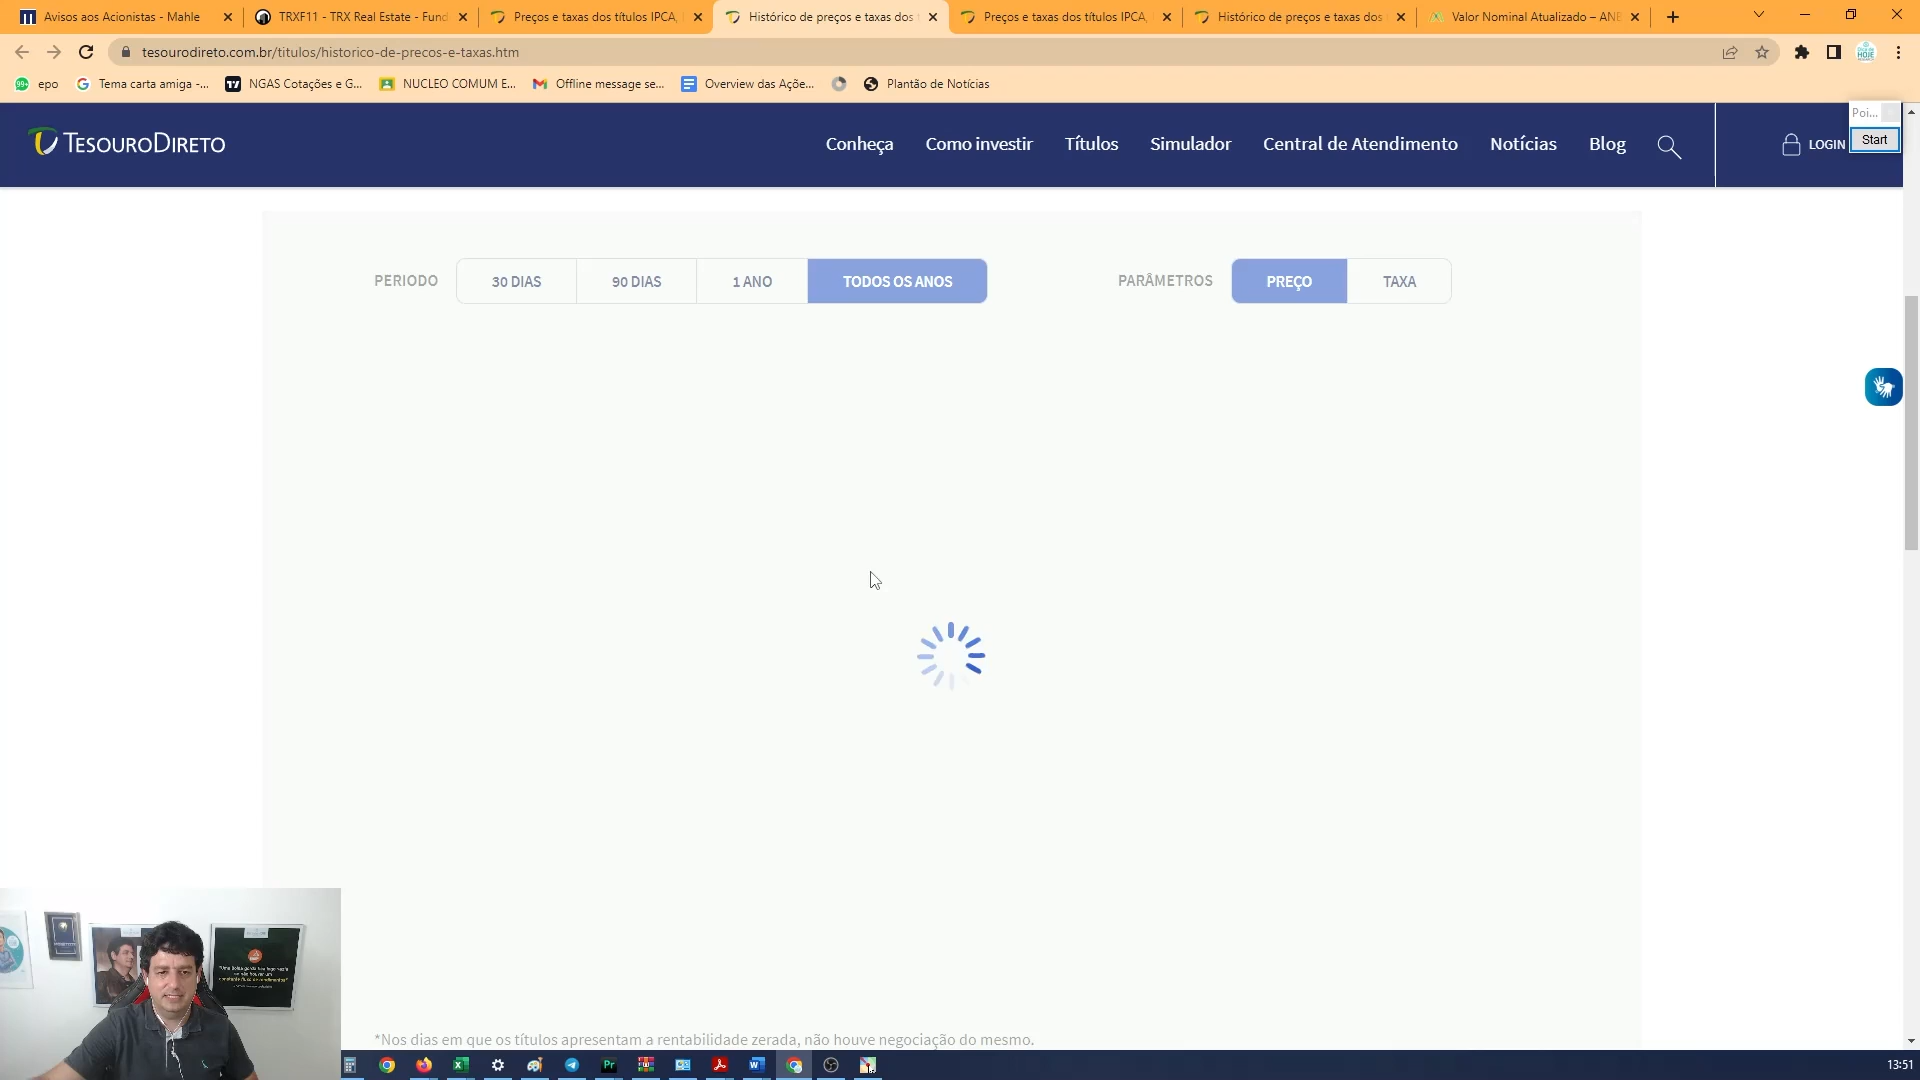 Avisos aos Acionistas - Mahle
TRXF11 - TRX Real Estate - Fund
Preços e taxas dos títulos IPCA,
Histórico de preços e taxas dos
Preços e taxas dos títulos IPCA,
Histórico de preços e taxas dos
Valor Nominal Atualizado – ANB
tesourodireto.com.br/titulos/historico-de-precos-e-taxas.htm
99+
epo
Tema carta amiga -...
NGAS Cotações e G...
NUCLEO COMUM E...
Offline message se...
Overview das Açõe...
Plantão de Notícias
TESOURODIRETO
Conheça
Como investir
Títulos
Simulador
Central de Atendimento
Notícias
Blog
LOGIN
Poi...
Start
PERIODO
30 DIAS
90 DIAS
1 ANO
TODOS OS ANOS
PARÂMETROS
PREÇO
TAXA
*Nos dias em que os títulos apresentam a rentabilidade zerada, não houve negociação do mesmo.
13:51